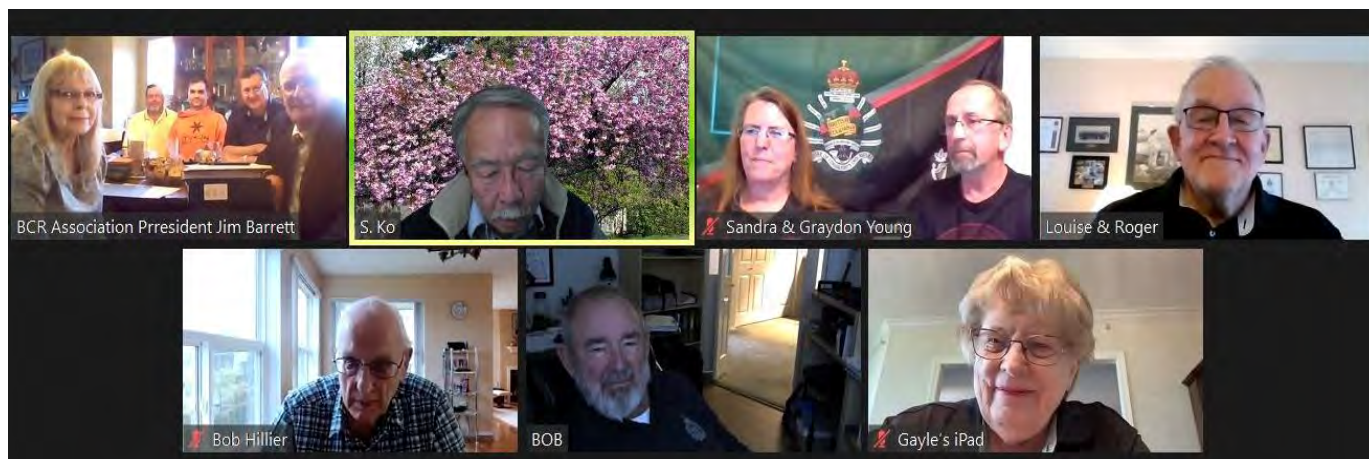 BCR Association Prresident Jim Barrett
S. Ko
Sandra & Graydon Young
Louise & Roger
Bob Hillier
BOB
Gayle's iPad